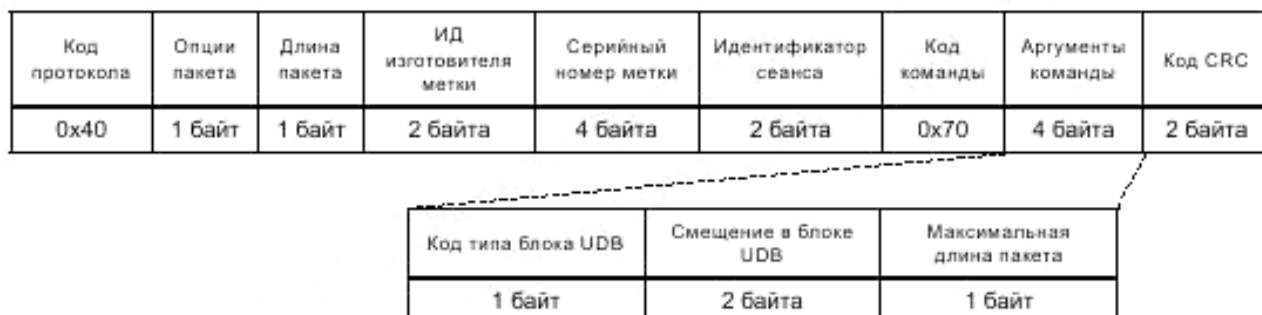 Код протокола
Опции пакета
Длина пакета
ИД изготовителя метки
Серийный номер метки
Идентификатор сеанса
Код команды
Аргументы команды
Код CRC
0x40
1 байт
1 байт
2 байта
4 байта
2 байта
0x70
4 байта
2 байта
Код типа блока UDB
Смещение в блоке UDB
Максимальная длина пакета
1 байт
2 байта
1 байт